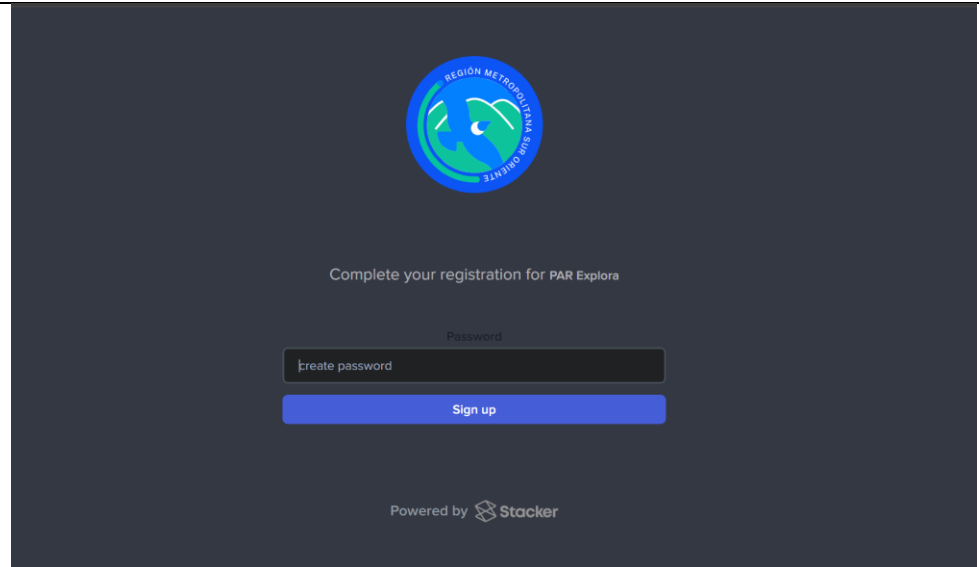 REGIÓN METROPOLITANA SUR ORIENTE
Complete your registration for PAR Explora
Password
create password
Sign up
Powered by Stacker